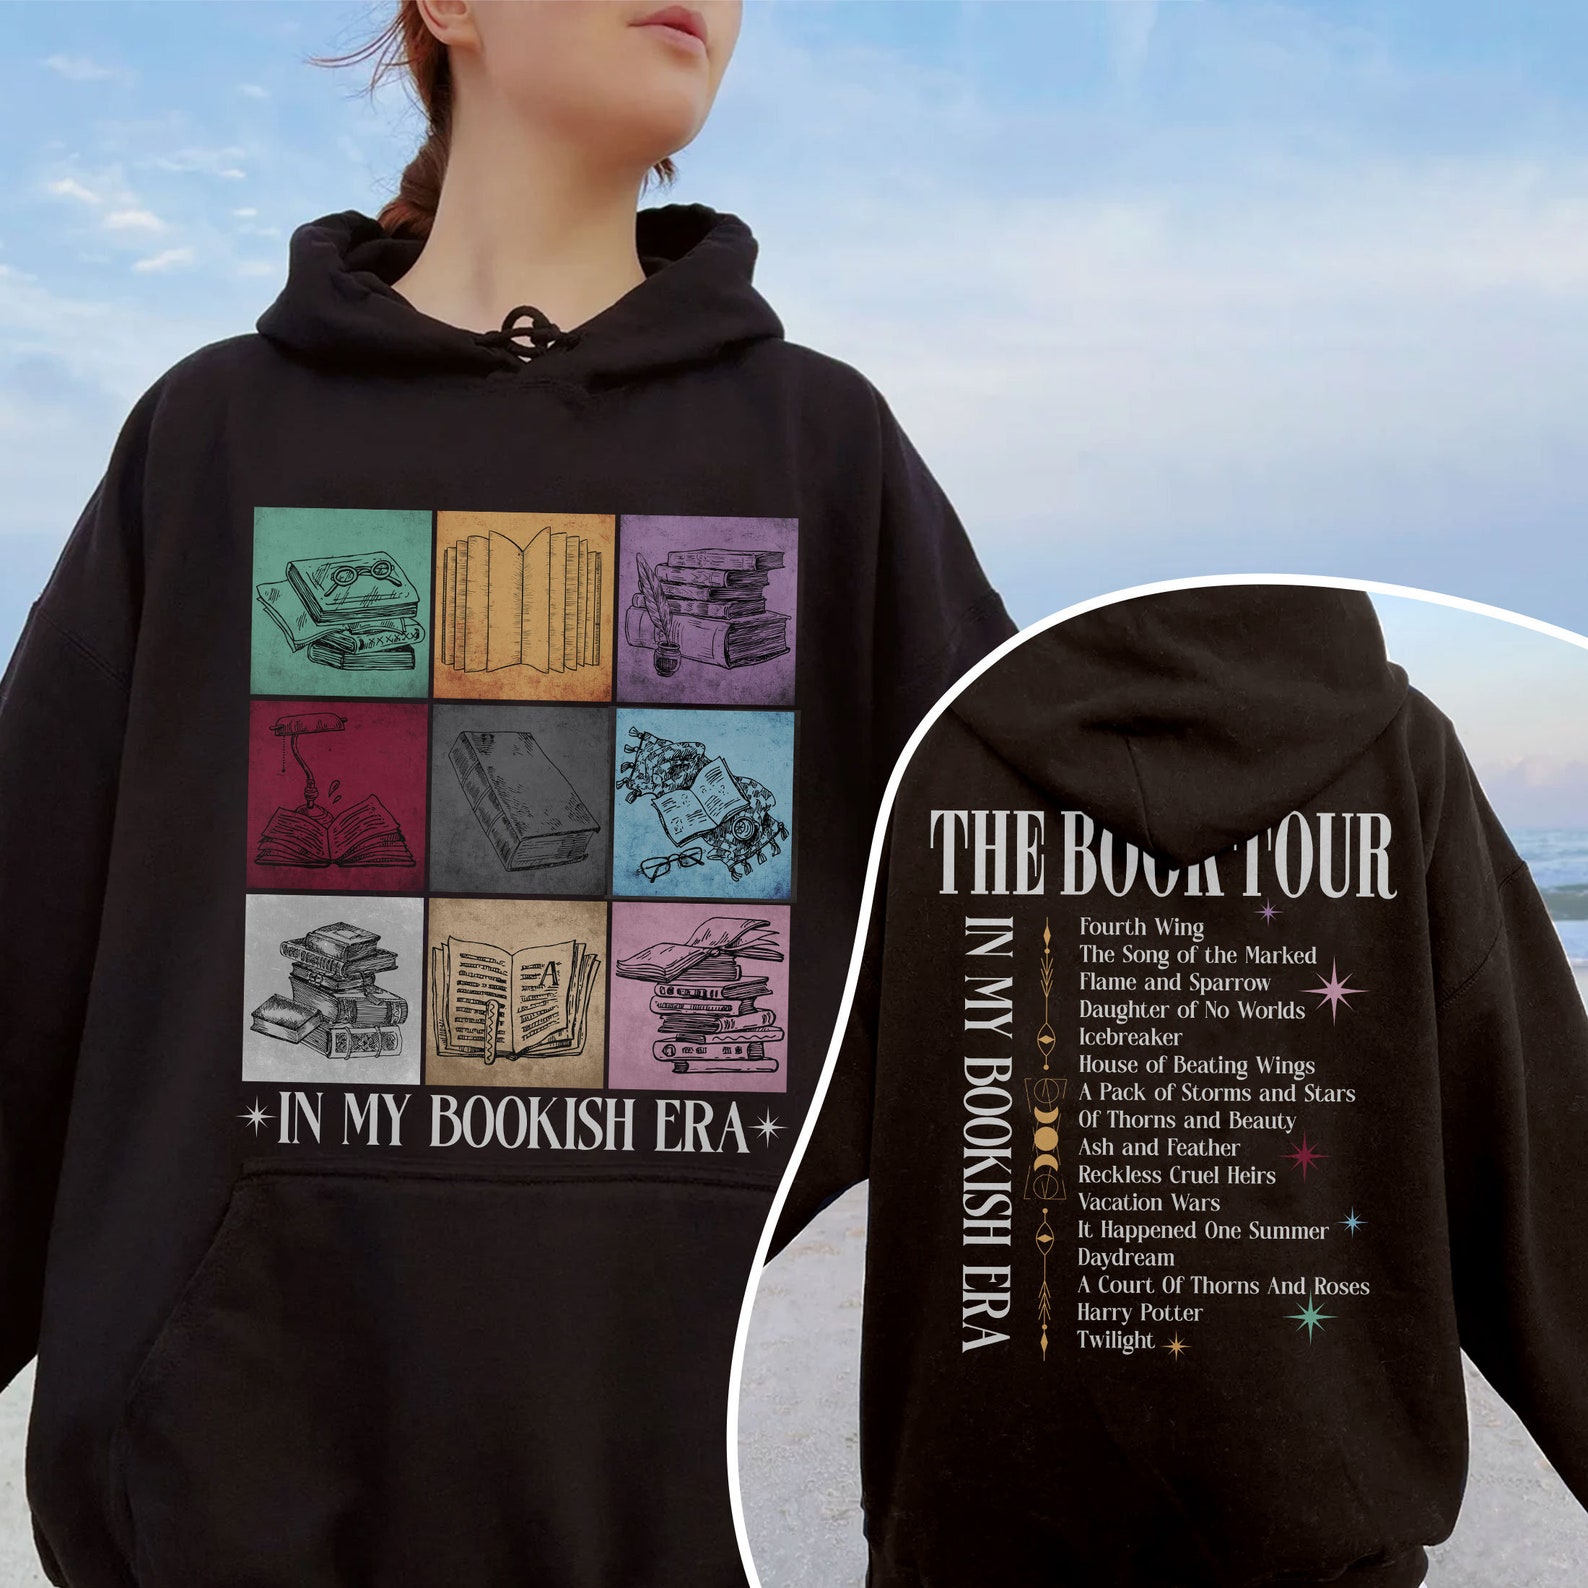 IN MY BOOKISH ERA
THE BOOK TOUR
IN MY BOOKISH ERA
Fourth Wing
The Song of the Marked
Flame and Sparrow
Daughter of No Worlds
Icebreaker
House of Beating Wings
A Pack of Storms and Stars
Of Thorns and Beauty
Ash and Feather
Reckless Cruel Heirs
Vacation Wars
It Happened One Summer
Daydream
A Court Of Thorns And Roses
Harry Potter
Twilight
A